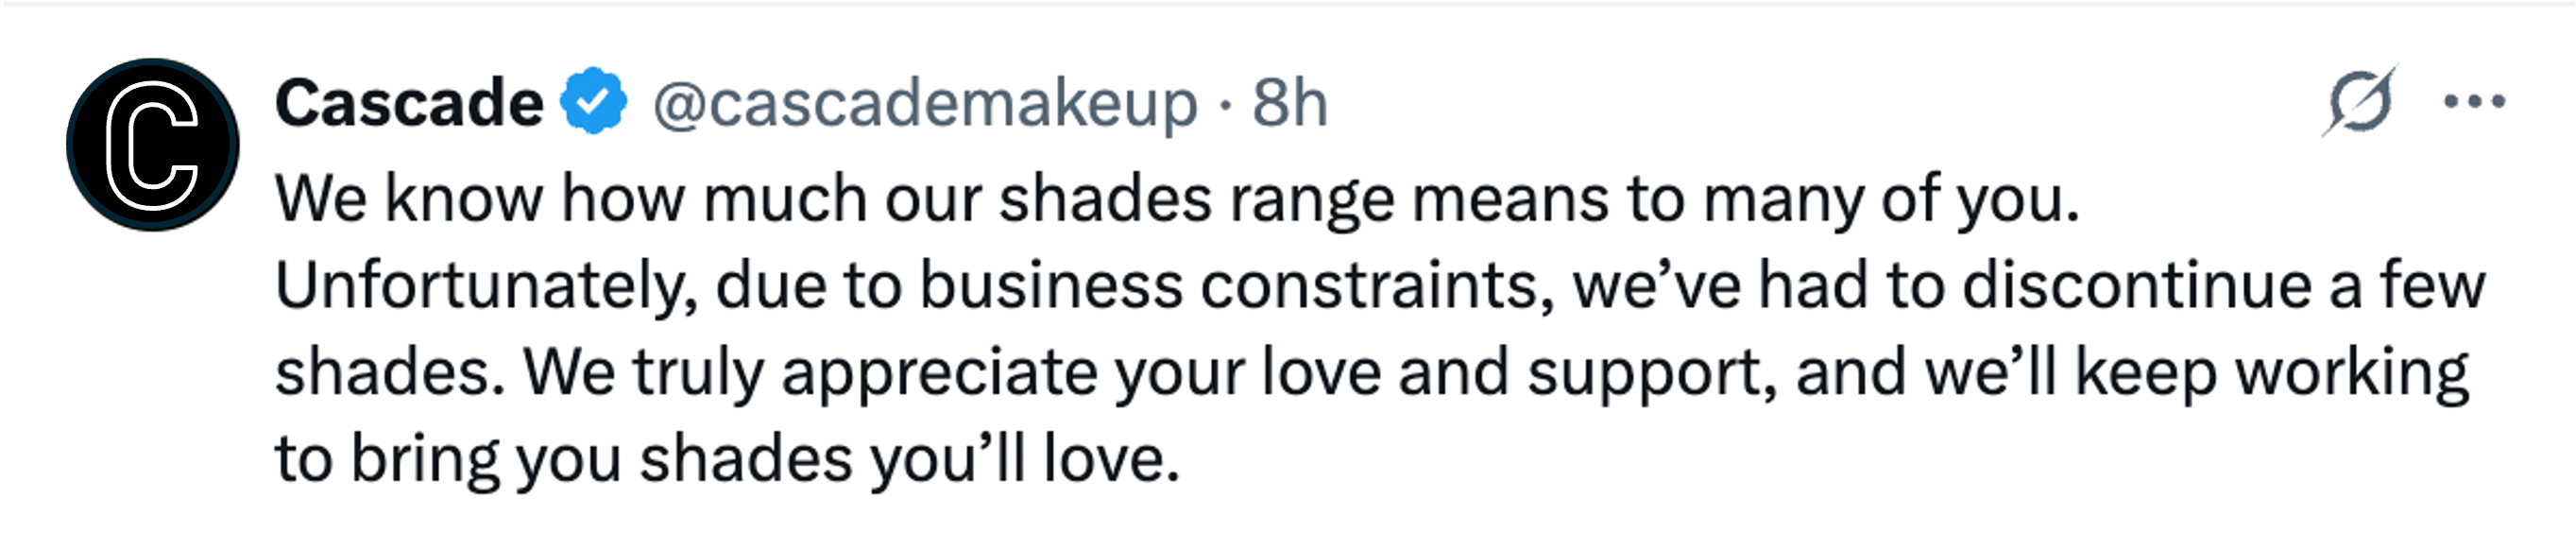 C
Cascade @cascademakeup · 8h
We know how much our shades range means to many of you.
Unfortunately, due to business constraints, we’ve had to discontinue a few
shades. We truly appreciate your love and support, and we’ll keep working
to bring you shades you’ll love.